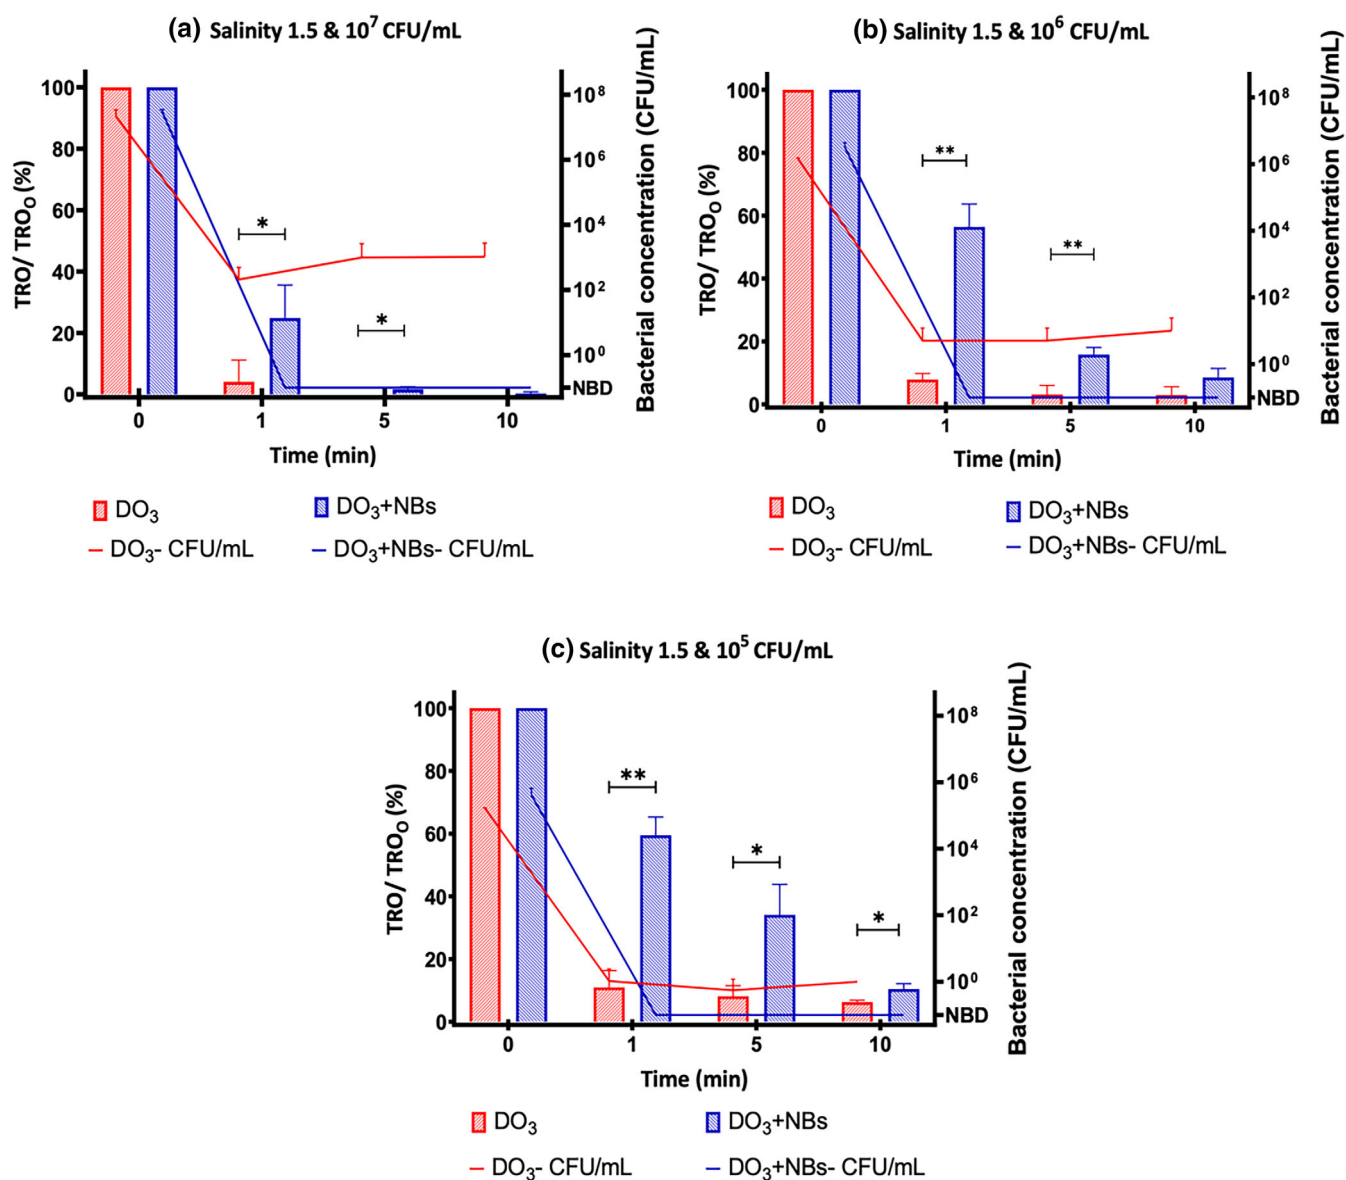 (a) Salinity 1.5 & 10⁷ CFU/mL
TRO/ TRO₀ (%)
100
80
60
40
20
0
*
*
10⁸
10⁶
10⁴
10²
10⁰
NBD
Bacterial concentration (CFU/mL)
0 1 5 10
Time (min)
DO₃ DO₃+NBs
DO₃- CFU/mL DO₃+NBs- CFU/mL
(b) Salinity 1.5 & 10⁶ CFU/mL
TRO/ TRO₀ (%)
100
80
60
40
20
0
**
**
10⁸
10⁶
10⁴
10²
10⁰
NBD
Bacterial concentration (CFU/mL)
0 1 5 10
Time (min)
DO₃ DO₃+NBs
DO₃- CFU/mL DO₃+NBs- CFU/mL
(c) Salinity 1.5 & 10⁵ CFU/mL
TRO/ TRO₀ (%)
100
80
60
40
20
0
**
*
*
10⁸
10⁶
10⁴
10²
10⁰
NBD
Bacterial concentration (CFU/mL)
0 1 5 10
Time (min)
DO₃ DO₃+NBs
DO₃- CFU/mL DO₃+NBs- CFU/mL